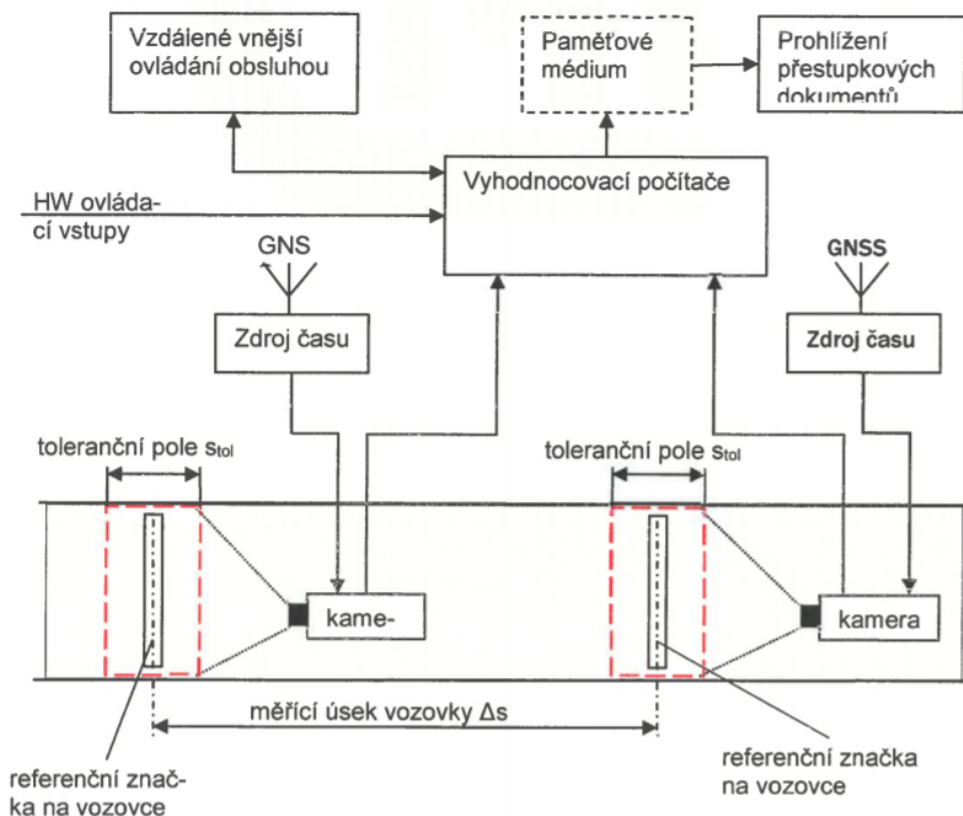 Vzdálené vnější
ovládání obsluhou
Paměťové
médium
Prohlížení
přestupkových
dokumentů
Vyhodnocovací počítače
HW ovláda-
cí vstupy
GNS
GNSS
Zdroj času
Zdroj času
toleranční pole stol
toleranční pole stol
kame-
kamera
měřící úsek vozovky Δs
referenční znač-
ka na vozovce
referenční značka
na vozovce